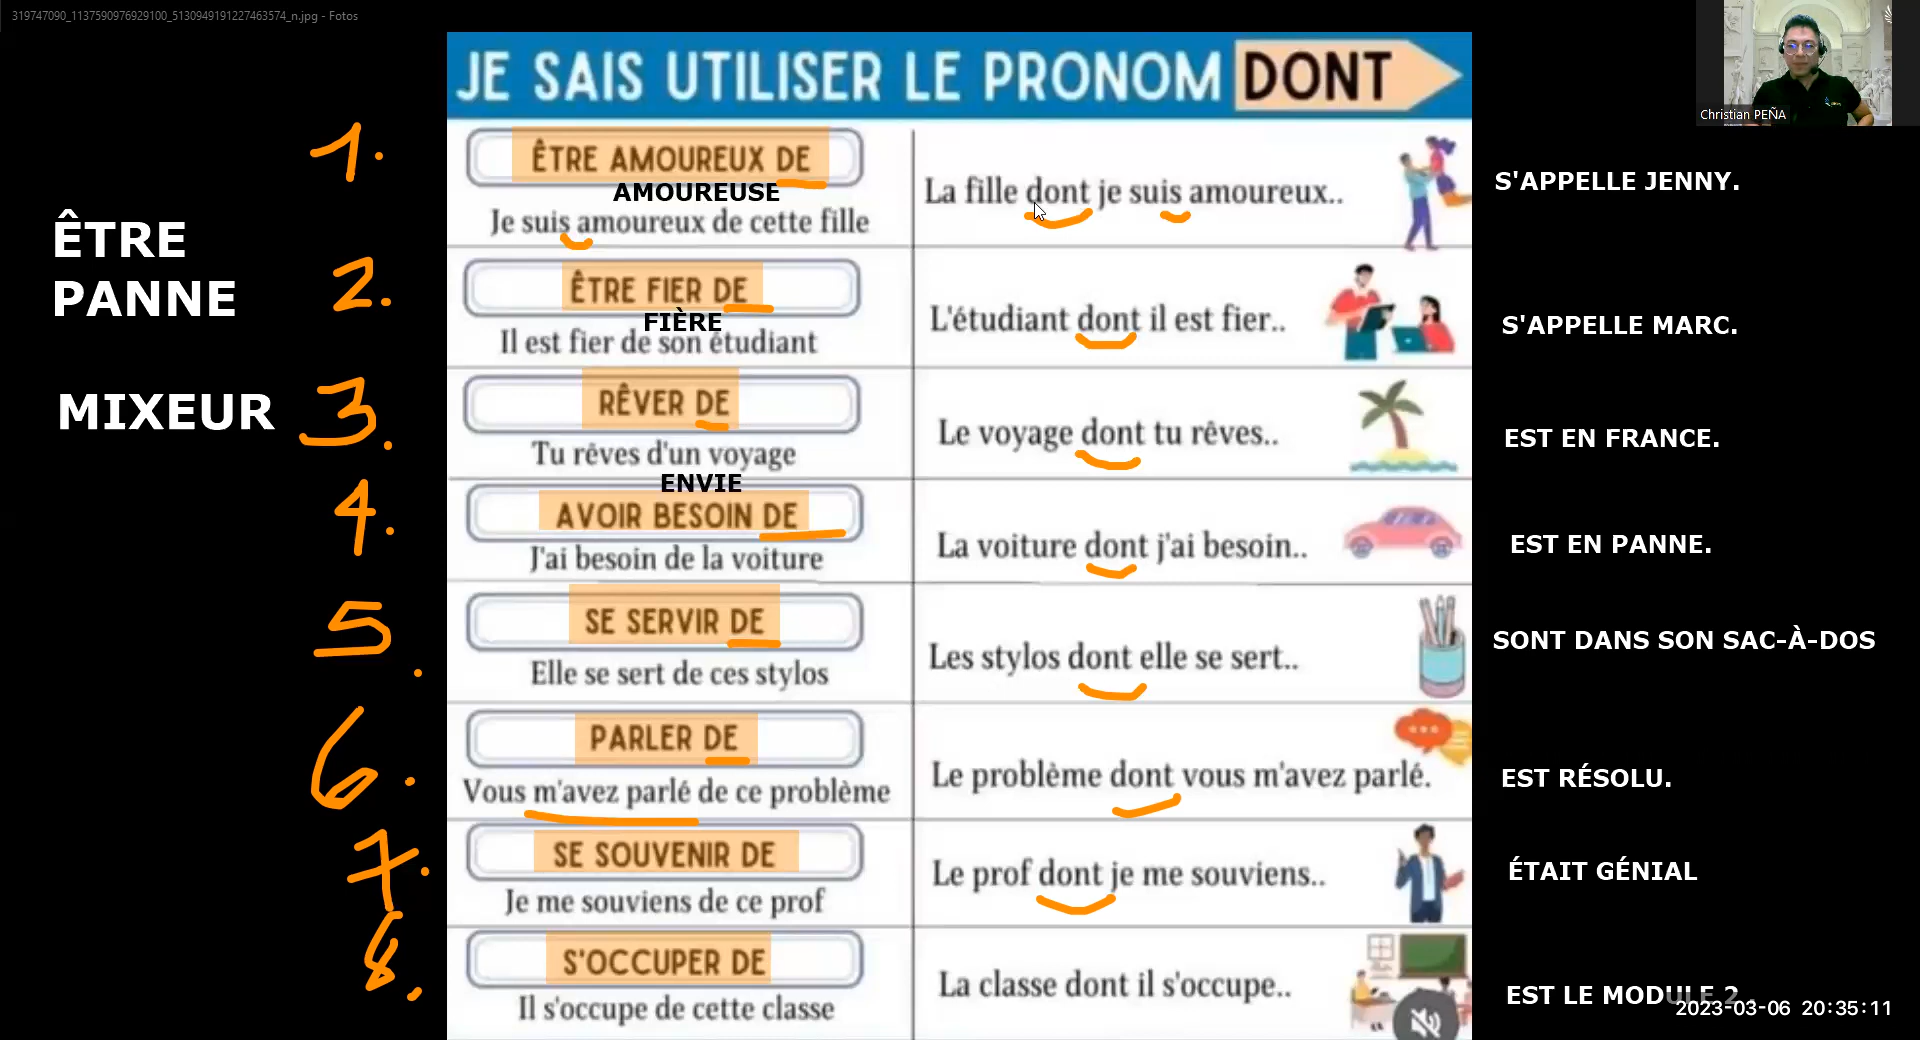 319747090_1137590976929100_5130949191227463574_n.jpg - Fotos
Christian PEÑA
JE SAIS UTILISER LE PRONOM DONT
ÊTRE
PANNE
MIXEUR
1.
ÊTRE AMOUREUX DE
AMOUREUSE
Je suis amoureux de cette fille
La fille dont je suis amoureux..
S'APPELLE JENNY.
2.
ÊTRE FIER DE
FIÈRE
Il est fier de son étudiant
L'étudiant dont il est fier..
S'APPELLE MARC.
3.
RÊVER DE
Tu rêves d'un voyage
Le voyage dont tu rêves..
EST EN FRANCE.
4.
ENVIE
AVOIR BESOIN DE
J'ai besoin de la voiture
La voiture dont j'ai besoin..
EST EN PANNE.
5.
SE SERVIR DE
Elle se sert de ces stylos
Les stylos dont elle se sert..
SONT DANS SON SAC-À-DOS
6.
PARLER DE
Vous m'avez parlé de ce problème
Le problème dont vous m'avez parlé.
EST RÉSOLU.
7.
SE SOUVENIR DE
Je me souviens de ce prof
Le prof dont je me souviens..
ÉTAIT GÉNIAL
8.
S'OCCUPER DE
Il s'occupe de cette classe
La classe dont il s'occupe..
EST LE MODULE 2
2023-03-06 20:35:11